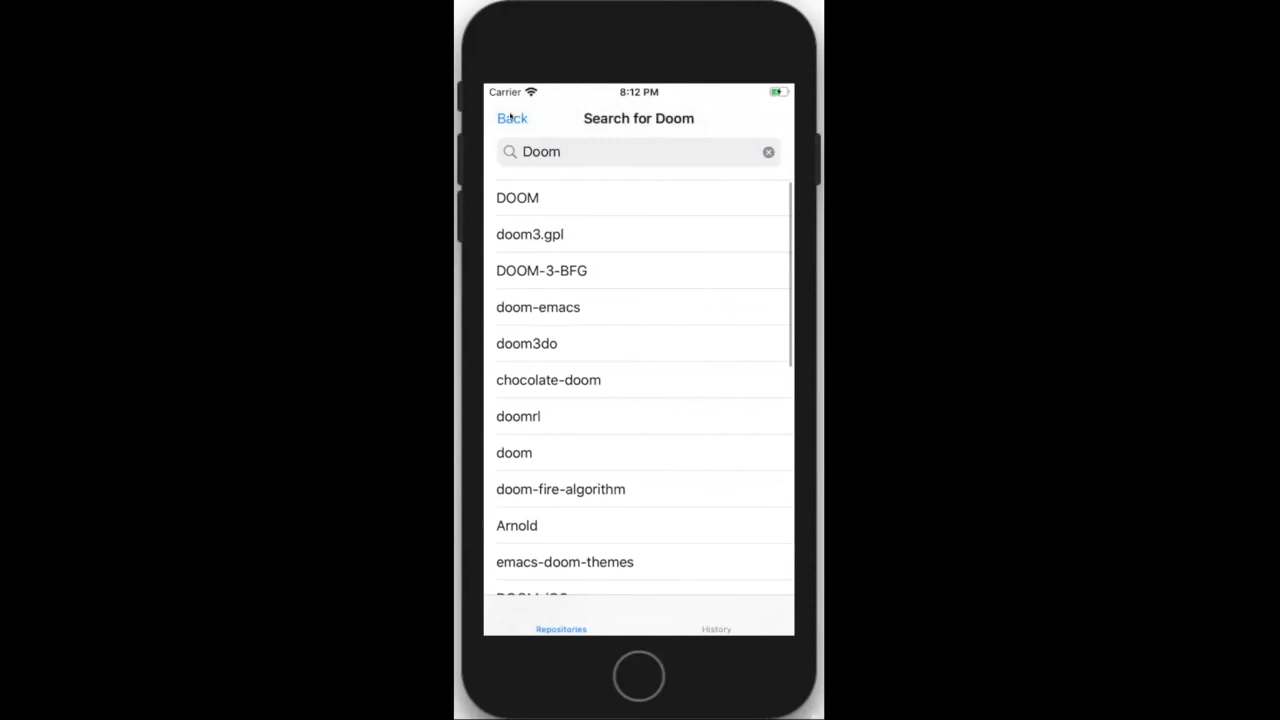 Carrier 8:12 PM
Back Search for Doom
Doom
DOOM
doom3.gpl
DOOM-3-BFG
doom-emacs
doom3do
chocolate-doom
doomrl
doom
doom-fire-algorithm
Arnold
emacs-doom-themes
Repositories History